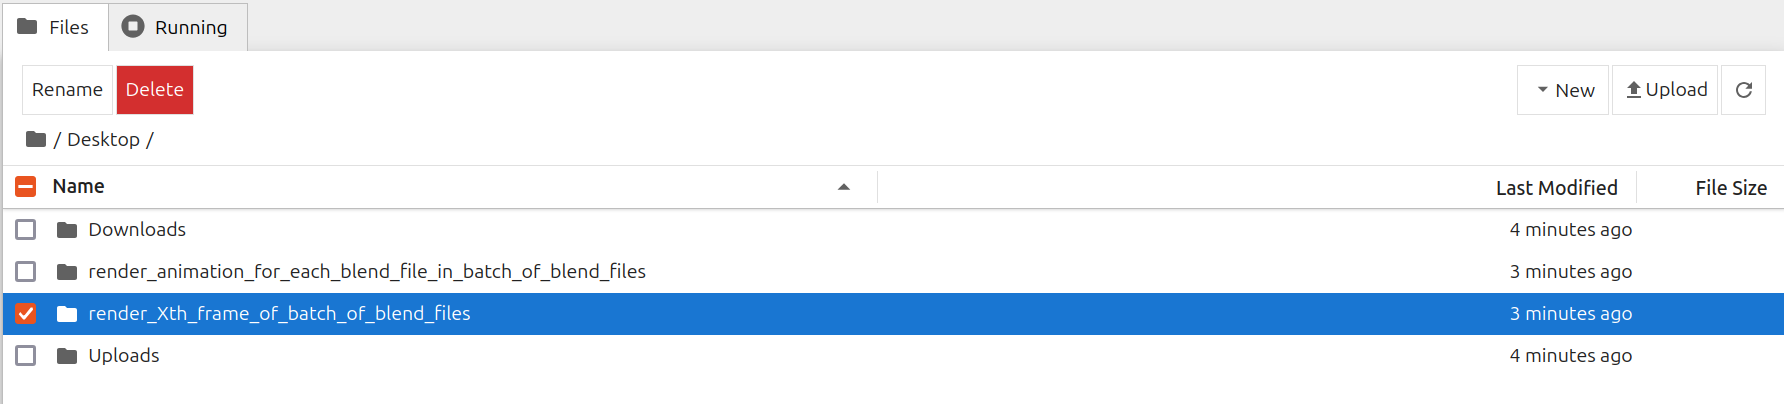 Files Running
Rename Delete New Upload
/ Desktop /
Name Last Modified File Size
Downloads 4 minutes ago
render_animation_for_each_blend_file_in_batch_of_blend_files 3 minutes ago
render_Xth_frame_of_batch_of_blend_files 3 minutes ago
Uploads 4 minutes ago